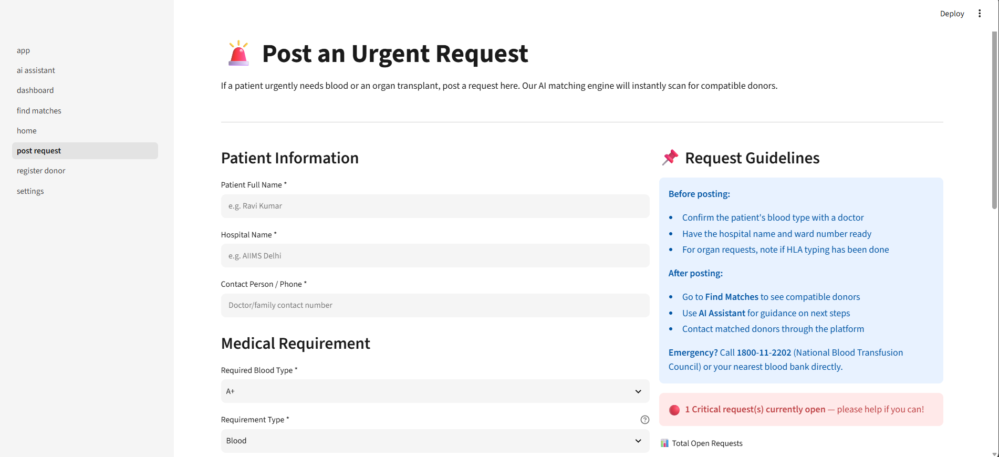 Deploy
app
ai assistant
dashboard
find matches
home
post request
register donor
settings
Post an Urgent Request
If a patient urgently needs blood or an organ transplant, post a request here. Our AI matching engine will instantly scan for compatible donors.
Patient Information
Patient Full Name *
e.g. Ravi Kumar
Hospital Name *
e.g. AIIMS Delhi
Contact Person / Phone *
Doctor/family contact number
Medical Requirement
Required Blood Type *
A+
Requirement Type *
Blood
Request Guidelines
Before posting:
• Confirm the patient's blood type with a doctor
• Have the hospital name and ward number ready
• For organ requests, note if HLA typing has been done
After posting:
• Go to Find Matches to see compatible donors
• Use AI Assistant for guidance on next steps
• Contact matched donors through the platform
Emergency? Call 1800-11-2202 (National Blood Transfusion
Council) or your nearest blood bank directly.
1 Critical request(s) currently open — please help if you can!
Total Open Requests